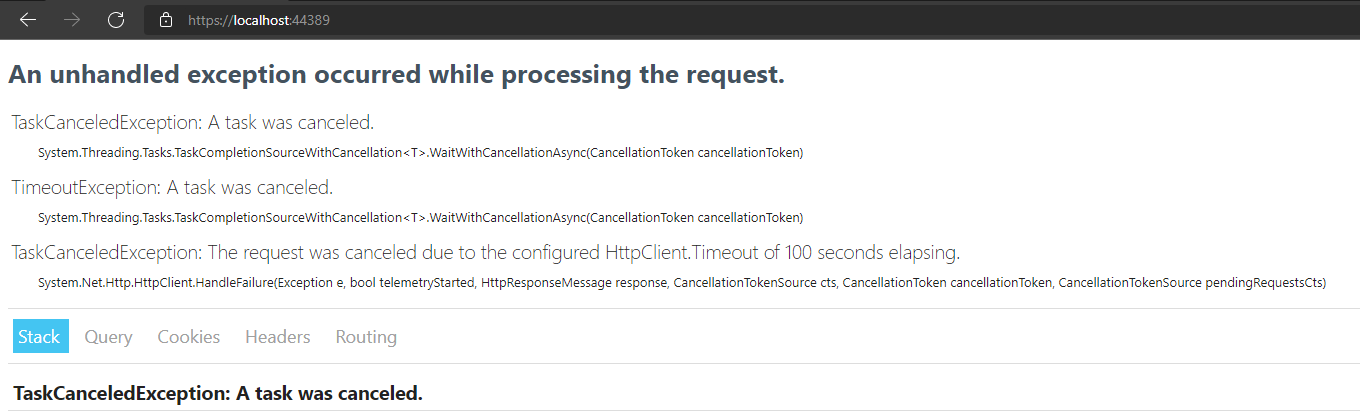 https://localhost:44389
An unhandled exception occurred while processing the request.
TaskCanceledException: A task was canceled.
System.Threading.Tasks.TaskCompletionSourceWithCancellation<T>.WaitWithCancellationAsync(CancellationToken cancellationToken)
TimeoutException: A task was canceled.
System.Threading.Tasks.TaskCompletionSourceWithCancellation<T>.WaitWithCancellationAsync(CancellationToken cancellationToken)
TaskCanceledException: The request was canceled due to the configured HttpClient.Timeout of 100 seconds elapsing.
System.Net.Http.HttpClient.HandleFailure(Exception e, bool telemetryStarted, HttpResponseMessage response, CancellationTokenSource cts, CancellationToken cancellationToken, CancellationTokenSource pendingRequestsCts)
Stack Query Cookies Headers Routing
TaskCanceledException: A task was canceled.